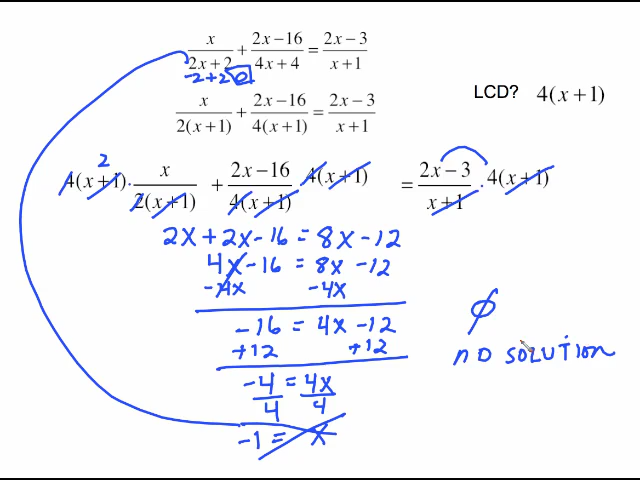 x/(2x+2) + (2x−16)/(4x+4) = (2x−3)/(x+1)
−2+2 0
LCD? 4(x+1)
x/(2(x+1)) + (2x−16)/(4(x+1)) = (2x−3)/(x+1)
2
4(x+1) · x/(2(x+1)) + (2x−16)/(4(x+1)) · 4(x+1) = (2x−3)/(x+1) · 4(x+1)
2x + 2x − 16 = 8x − 12
4x − 16 = 8x − 12
−4x −4x
−16 = 4x − 12
+12 +12
−4/4 = 4x/4
−1 = x
∅
no solution